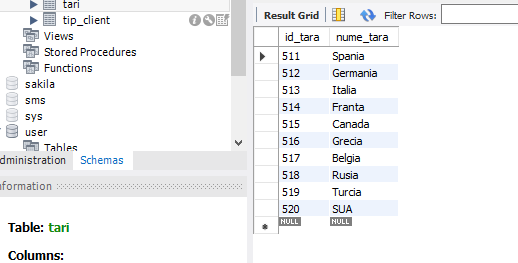 tari
tip_client
Views
Stored Procedures
Functions
sakila
sms
sys
user
Tables
dministration Schemas
nformation
Table: tari
Columns:
Result Grid Filter Rows:
id_tara nume_tara
511 Spania
512 Germania
513 Italia
514 Franta
515 Canada
516 Grecia
517 Belgia
518 Rusia
519 Turcia
520 SUA
NULL NULL